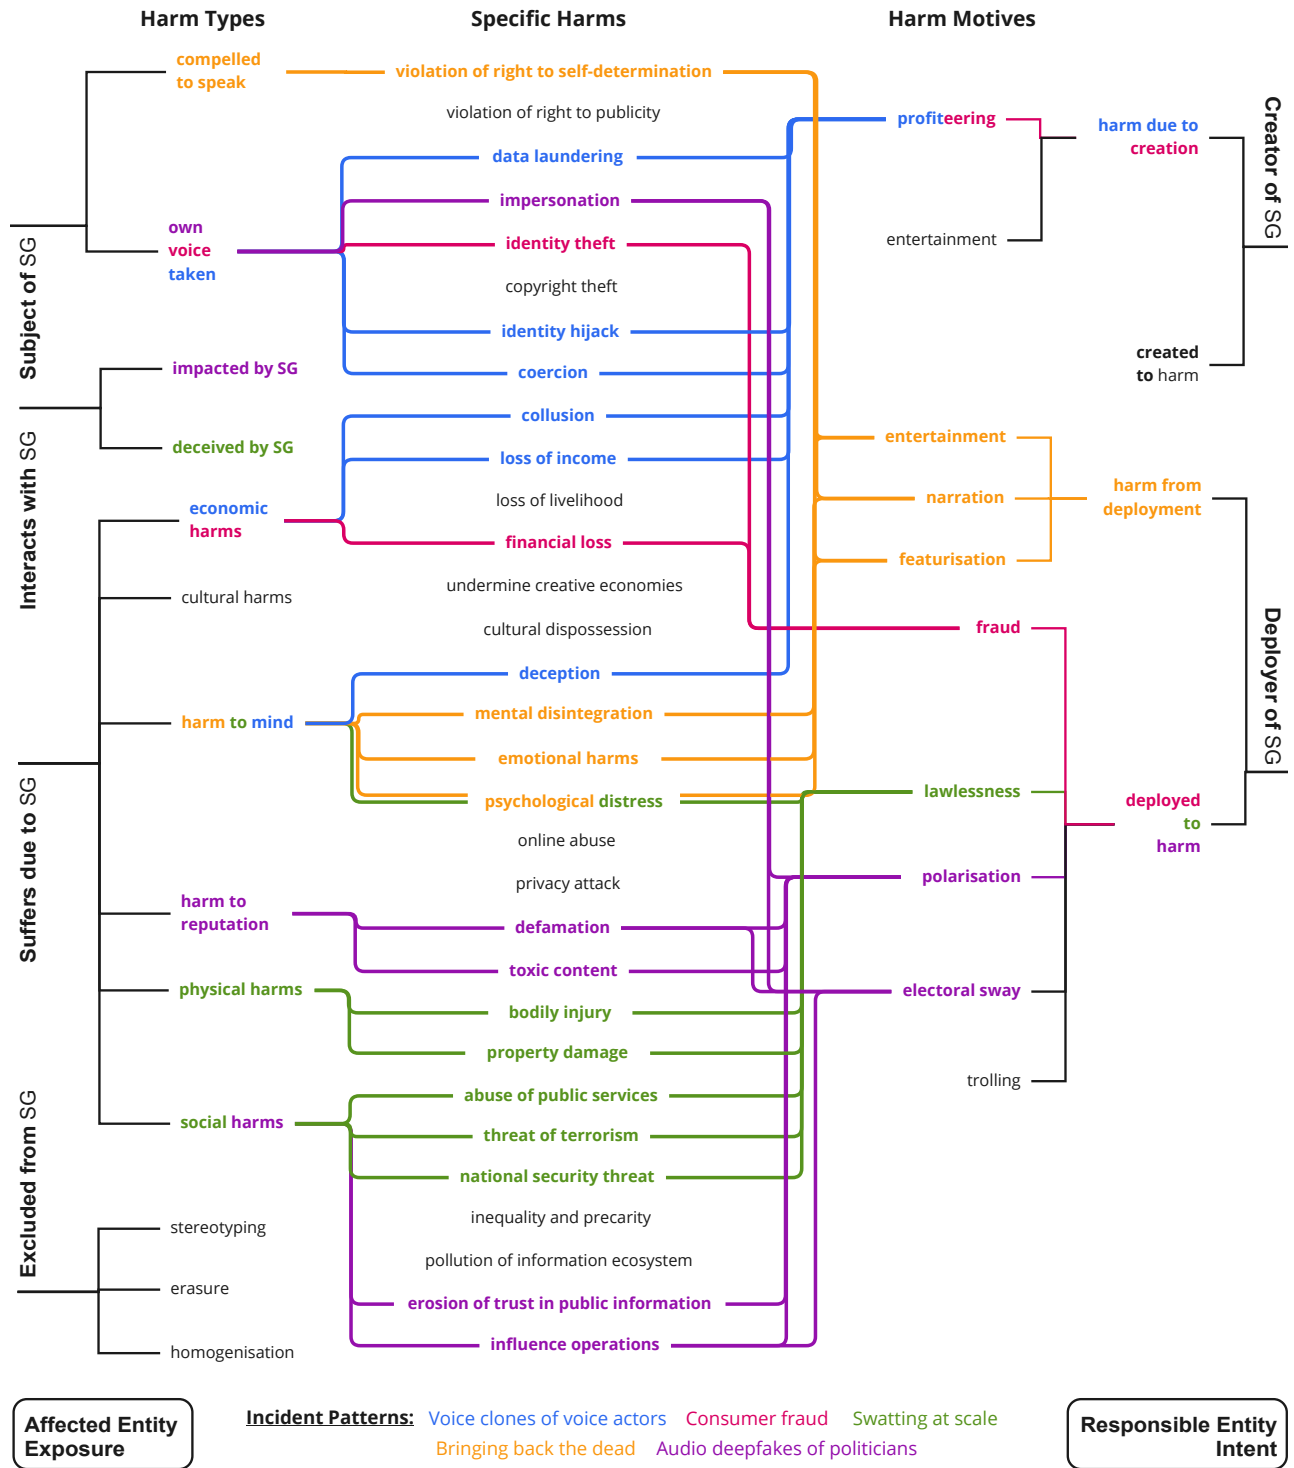 Harm Types
Specific Harms
Harm Motives
compelled
to speak
own
voice
taken
impacted by SG
deceived by SG
economic
harms
cultural harms
harm to mind
harm to
reputation
physical harms
social harms
stereotyping
erasure
homogenisation
violation of right to self-determination
violation of right to publicity
data laundering
impersonation
identity theft
copyright theft
identity hijack
coercion
collusion
loss of income
loss of livelihood
financial loss
undermine creative economies
cultural dispossession
deception
mental disintegration
emotional harms
psychological distress
online abuse
privacy attack
defamation
toxic content
bodily injury
property damage
abuse of public services
threat of terrorism
national security threat
inequality and precarity
pollution of information ecosystem
erosion of trust in public information
influence operations
profiteering
entertainment
entertainment
narration
featurisation
fraud
lawlessness
polarisation
electoral sway
trolling
harm due to
creation
created
to harm
harm from
deployment
deployed
to
harm
Subject of SG
Interacts with SG
Suffers due to SG
Excluded from SG
Creator of SG
Deployer of SG
Affected Entity
Exposure
Incident Patterns: Voice clones of voice actors Consumer fraud Swatting at scale
Bringing back the dead Audio deepfakes of politicians
Responsible Entity
Intent